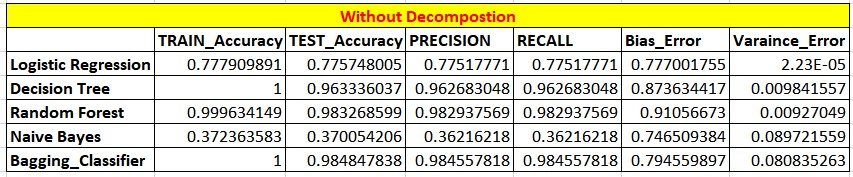 Without Decompostion
TRAIN_Accuracy TEST_Accuracy PRECISION RECALL Bias_Error Varaince_Error
Logistic Regression 0.777909891 0.775748005 0.77517771 0.77517771 0.777001755 2.23E-05
Decision Tree 1 0.963336037 0.962683048 0.962683048 0.873634417 0.009841557
Random Forest 0.999634149 0.983268599 0.982937569 0.982937569 0.91056673 0.00927049
Naive Bayes 0.372363583 0.370054206 0.36216218 0.36216218 0.746509384 0.089721559
Bagging_Classifier 1 0.984847838 0.984557818 0.984557818 0.794559897 0.080835263